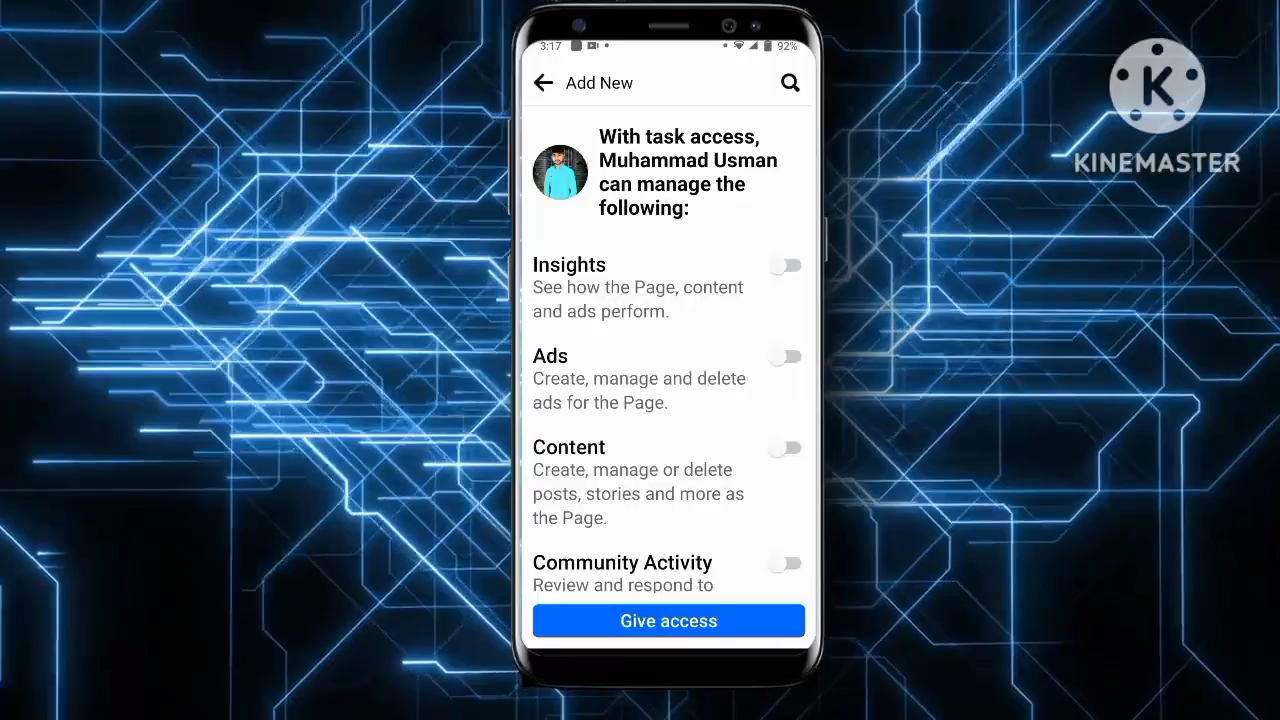 3:17
92%
Add New
With task access,
Muhammad Usman
can manage the
following:
Insights
See how the Page, content
and ads perform.
Ads
Create, manage and delete
ads for the Page.
Content
Create, manage or delete
posts, stories and more as
the Page.
Community Activity
Review and respond to
Give access
K
KINEMASTER